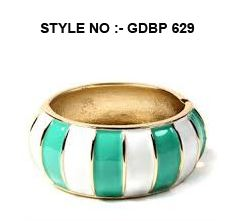 STYLE NO :- GDBP 629